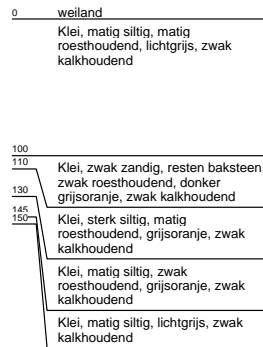 0 weiland
Klei, matig siltig, matig
roesthoudend, lichtgrijs, zwak
kalkhoudend
100
110
Klei, zwak zandig, resten baksteen,
zwak roesthoudend, donker
grijsoranje, zwak kalkhoudend
130
Klei, sterk siltig, matig
roesthoudend, grijsoranje, zwak
kalkhoudend
145
150
Klei, matig siltig, zwak
roesthoudend, grijsoranje, zwak
kalkhoudend
Klei, matig siltig, lichtgrijs, zwak
kalkhoudend